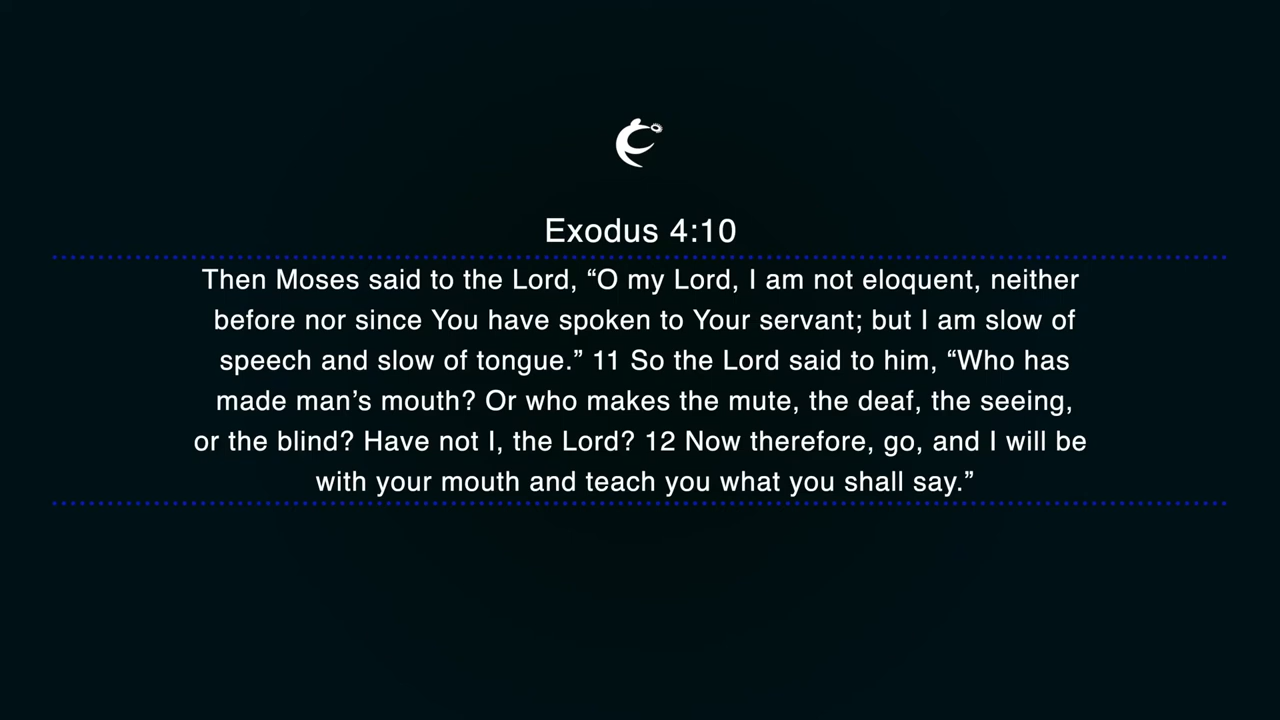 Exodus 4:10
Then Moses said to the Lord, “O my Lord, I am not eloquent, neither
before nor since You have spoken to Your servant; but I am slow of
speech and slow of tongue.” 11 So the Lord said to him, “Who has
made man’s mouth? Or who makes the mute, the deaf, the seeing,
or the blind? Have not I, the Lord? 12 Now therefore, go, and I will be
with your mouth and teach you what you shall say.”